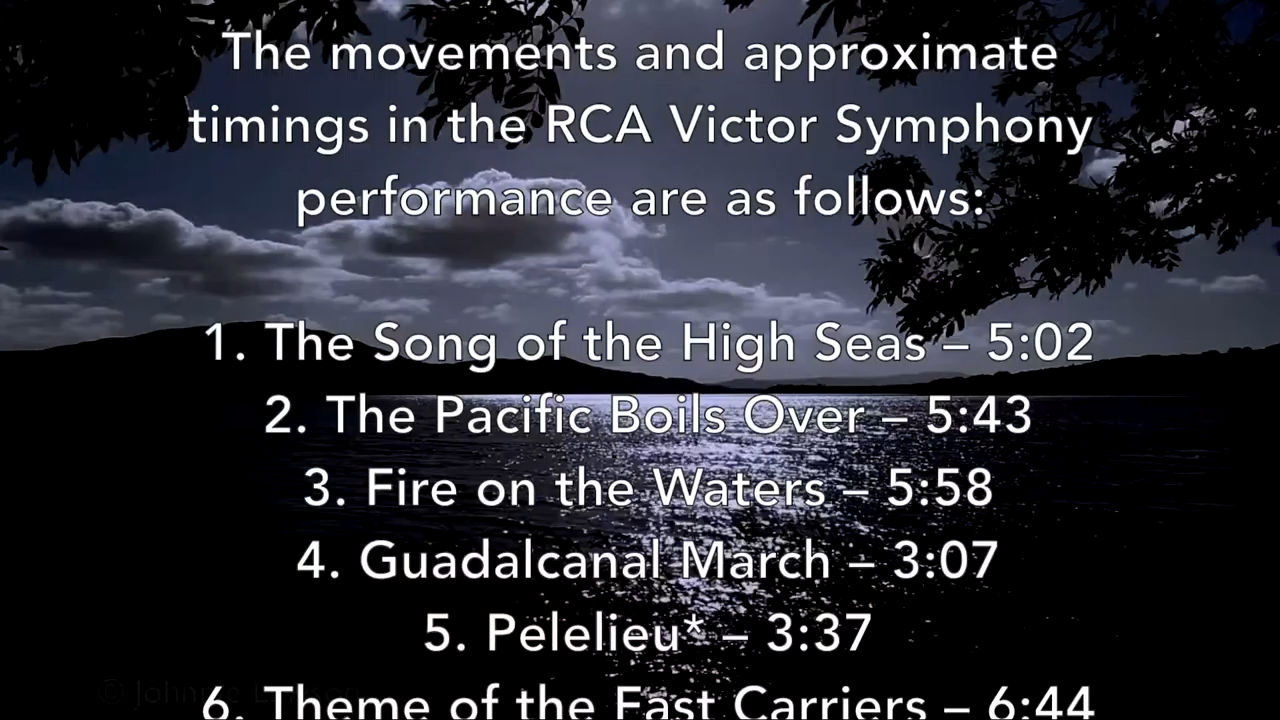 The movements and approximate
timings in the RCA Victor Symphony
performance are as follows:
1. The Song of the High Seas – 5:02
2. The Pacific Boils Over – 5:43
3. Fire on the Waters – 5:58
4. Guadalcanal March – 3:07
5. Pelelieu* – 3:37
6. Theme of the Fast Carriers – 6:44